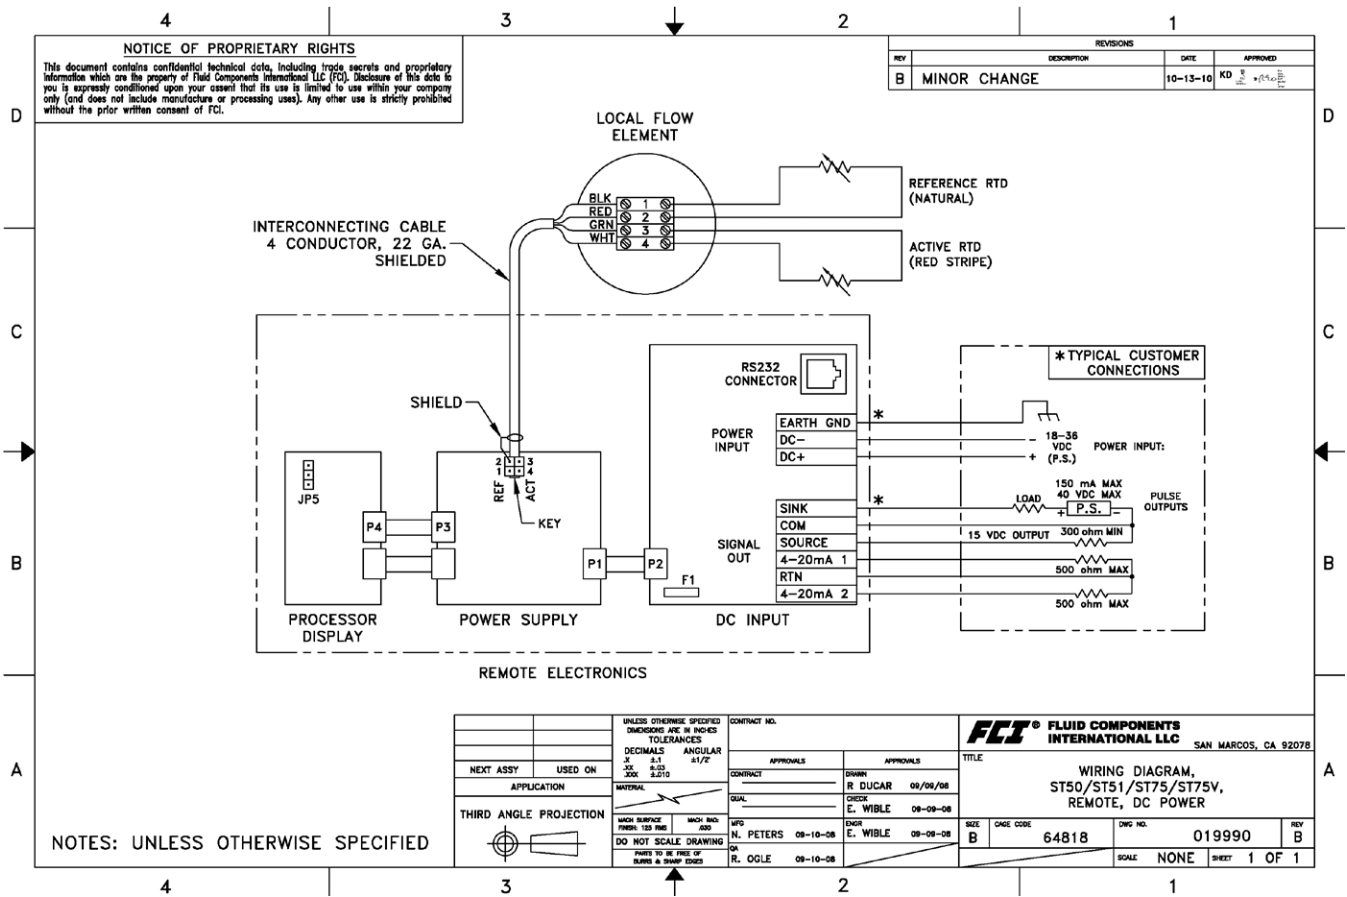 4 3 2 1
NOTICE OF PROPRIETARY RIGHTS
This document contains confidential technical data, including trade secrets and proprietary
information which are the property of Fluid Components International LLC (FCI). Disclosure of this data to
you is expressly conditioned upon your assent that its use is limited to use within your company
only (and does not include manufacture or processing uses). Any other use is strictly prohibited
without the prior written consent of FCI.
REVISIONS
REV DESCRIPTION DATE APPROVED
B MINOR CHANGE 10-13-10 KD
D D
LOCAL FLOW
ELEMENT
BLK 1
RED 2
GRN 3
WHT 4
REFERENCE RTD
(NATURAL)
ACTIVE RTD
(RED STRIPE)
INTERCONNECTING CABLE
4 CONDUCTOR, 22 GA.
SHIELDED
C C
RS232
CONNECTOR
* TYPICAL CUSTOMER
CONNECTIONS
SHIELD
POWER
INPUT
EARTH GND *
DC-
DC+
- 18-36
VDC
+ (P.S.)
POWER INPUT:
2 3
1 4
REF ACT
KEY
JP5
P4 P3
P1 P2
F1
SIGNAL
OUT
SINK *
COM
SOURCE
4-20mA 1
RTN
4-20mA 2
150 mA MAX
40 VDC MAX
LOAD + P.S. -
PULSE
OUTPUTS
15 VDC OUTPUT 300 ohm MIN
500 ohm MAX
500 ohm MAX
B B
PROCESSOR
DISPLAY
POWER SUPPLY
DC INPUT
REMOTE ELECTRONICS
A A
NOTES: UNLESS OTHERWISE SPECIFIED
NEXT ASSY USED ON
APPLICATION
THIRD ANGLE PROJECTION
UNLESS OTHERWISE SPECIFIED
DIMENSIONS ARE IN INCHES
TOLERANCES
DECIMALS ANGULAR
.X ±.1 ±1/2°
.XX ±.03
.XXX ±.010
MATERIAL
MACH SURFACE
FINISH: 125 RMS
MACH RAD:
.030
DO NOT SCALE DRAWING
PARTS TO BE FREE OF
BURRS & SHARP EDGES
CONTRACT NO.
APPROVALS APPROVALS
CONTRACT
DRAWN
R DUCAR 09/09/08
QUAL
CHECK
E. WIBLE 09-09-08
MFG
N. PETERS 09-10-08
ENGR
E. WIBLE 09-09-08
QA
R. OGLE 09-10-08
FCI® FLUID COMPONENTS
INTERNATIONAL LLC
SAN MARCOS, CA 92078
TITLE
WIRING DIAGRAM,
ST50/ST51/ST75/ST75V,
REMOTE, DC POWER
SIZE CAGE CODE DWG NO. REV
B 64818 019990 B
SCALE NONE SHEET 1 OF 1
4 3 2 1